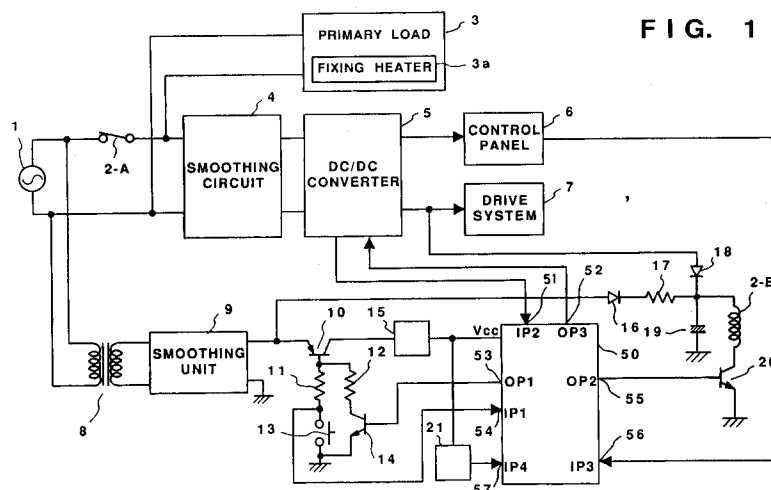 FIG. 1
3
PRIMARY LOAD
FIXING HEATER
3a
4
5
6
1
2-A
SMOOTHING
CIRCUIT
DC/DC
CONVERTER
CONTROL
PANEL
DRIVE
SYSTEM
7
51
52
17
18
2-B
9
10
15
12
Vcc
IP2
OP3
16
19
50
SMOOTHING
UNIT
53
OP1
OP2
20
11
54
IP1
55
8
13
14
21
56
IP4
IP3
57